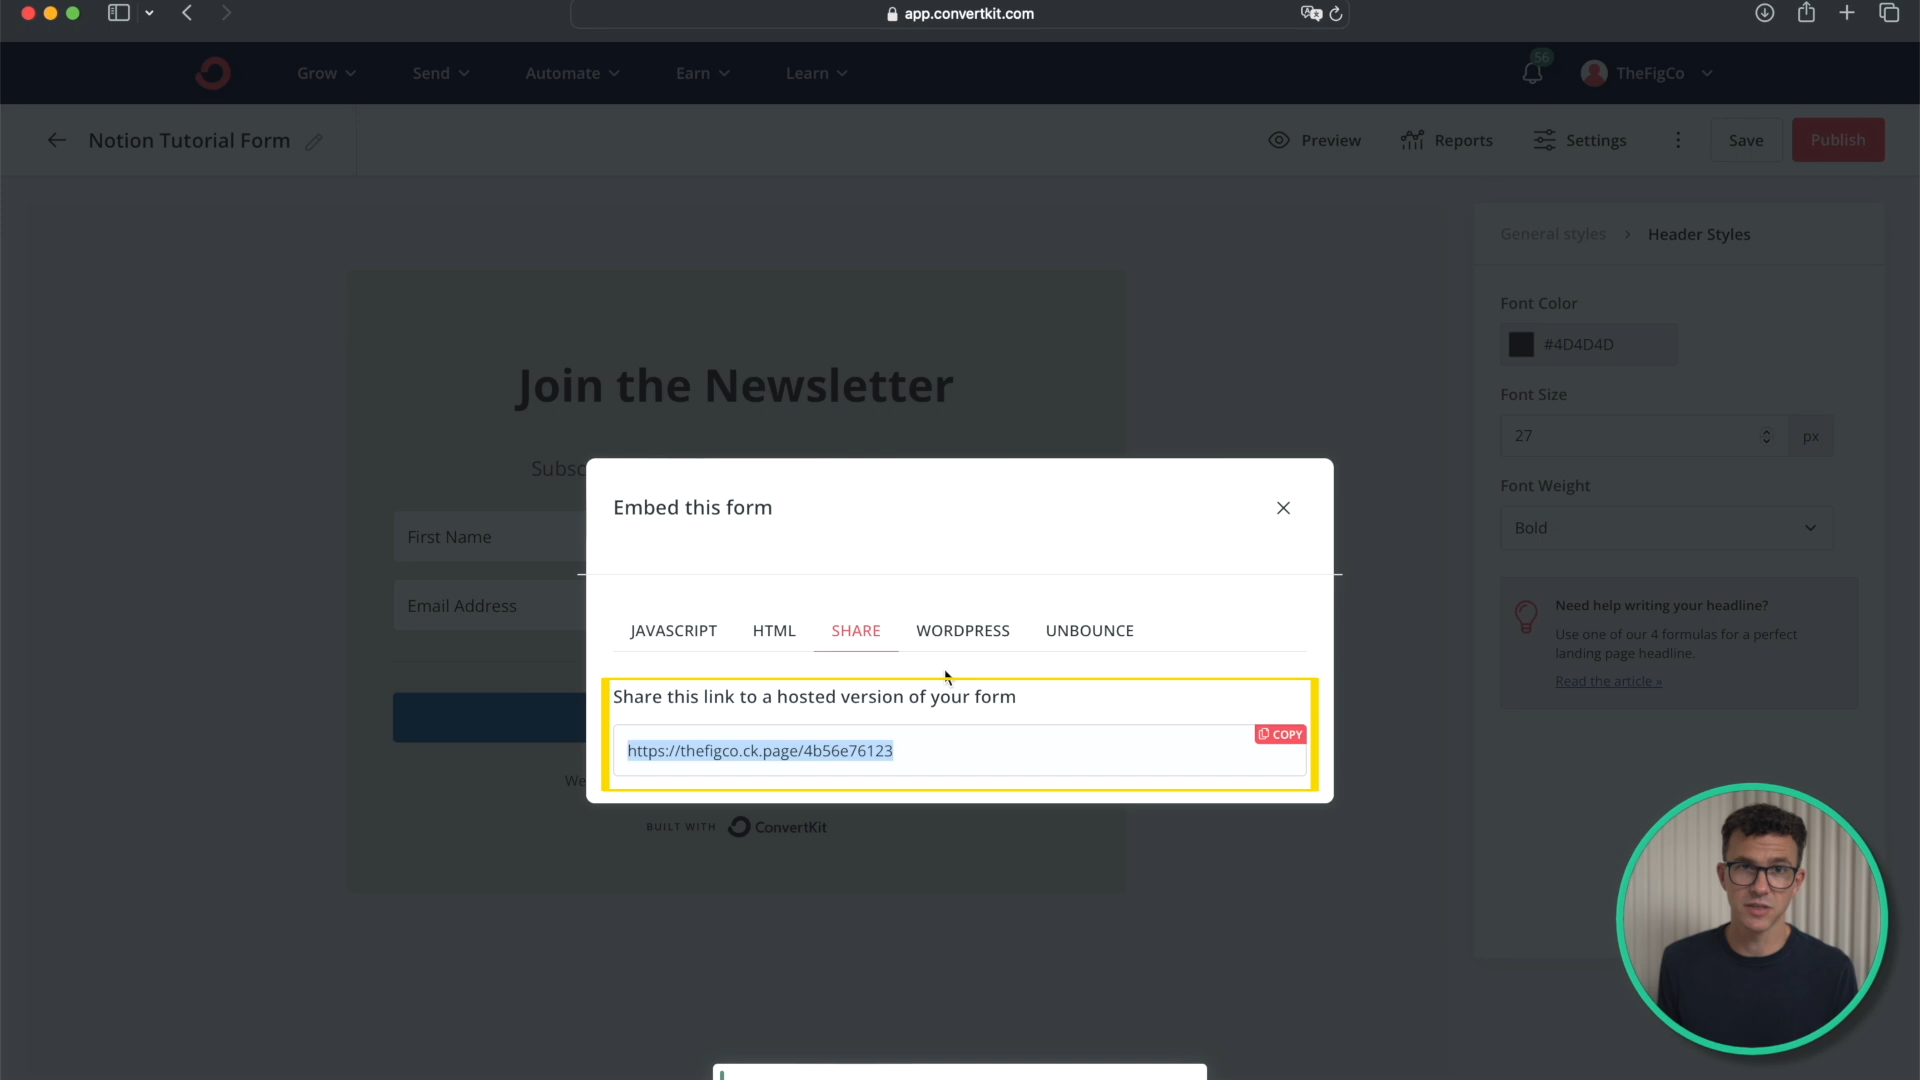 app.convertkit.com
Grow
Send
Automate
Earn
Learn
56
TheFigCo
Notion Tutorial Form
Preview
Reports
Settings
Save
Publish
General styles > Header Styles
Font Color
#4D4D4D
Font Size
27
px
Font Weight
Bold
Need help writing your headline?
Use one of our 4 formulas for a perfect
landing page headline.
Read the article »
Join the Newsletter
Subsc
First Name
Email Address
We
BUILT WITH ConvertKit
Embed this form
JAVASCRIPT
HTML
SHARE
WORDPRESS
UNBOUNCE
Share this link to a hosted version of your form
https://thefigco.ck.page/4b56e76123
COPY